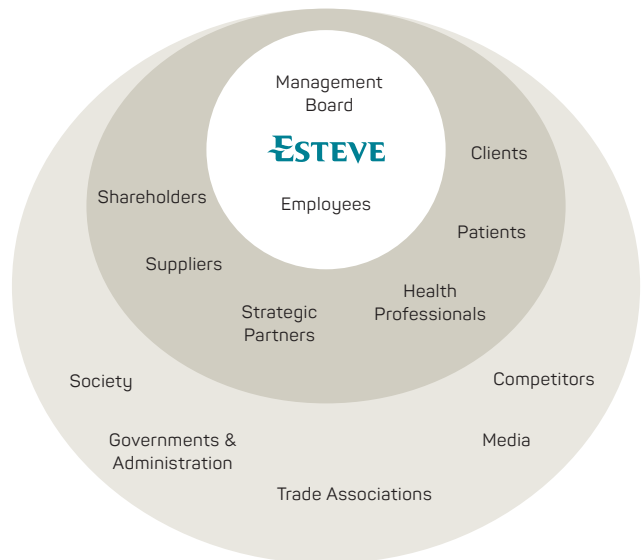 Management
Board
ESTEVE
Employees
Clients
Shareholders
Patients
Suppliers
Health
Professionals
Strategic
Partners
Society
Competitors
Governments &
Administration
Media
Trade Associations